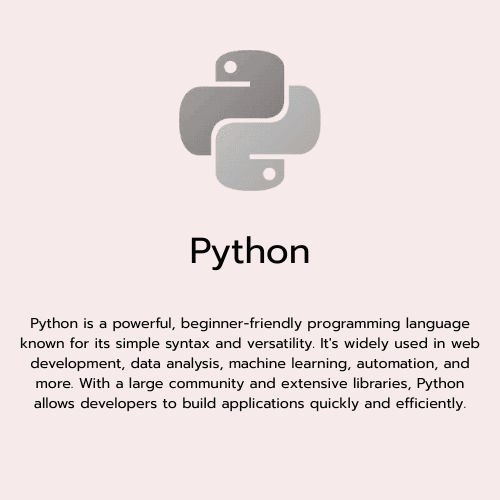 Python
Python is a powerful, beginner-friendly programming language
known for its simple syntax and versatility. It's widely used in web
development, data analysis, machine learning, automation, and
more. With a large community and extensive libraries, Python
allows developers to build applications quickly and efficiently.